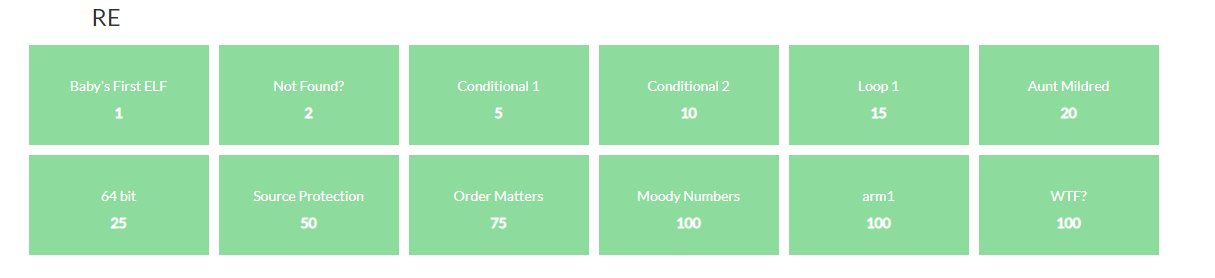 RE
Baby's First ELF
1
Not Found?
2
Conditional 1
5
Conditional 2
10
Loop 1
15
Aunt Mildred
20
64 bit
25
Source Protection
50
Order Matters
75
Moody Numbers
100
arm1
100
WTF?
100